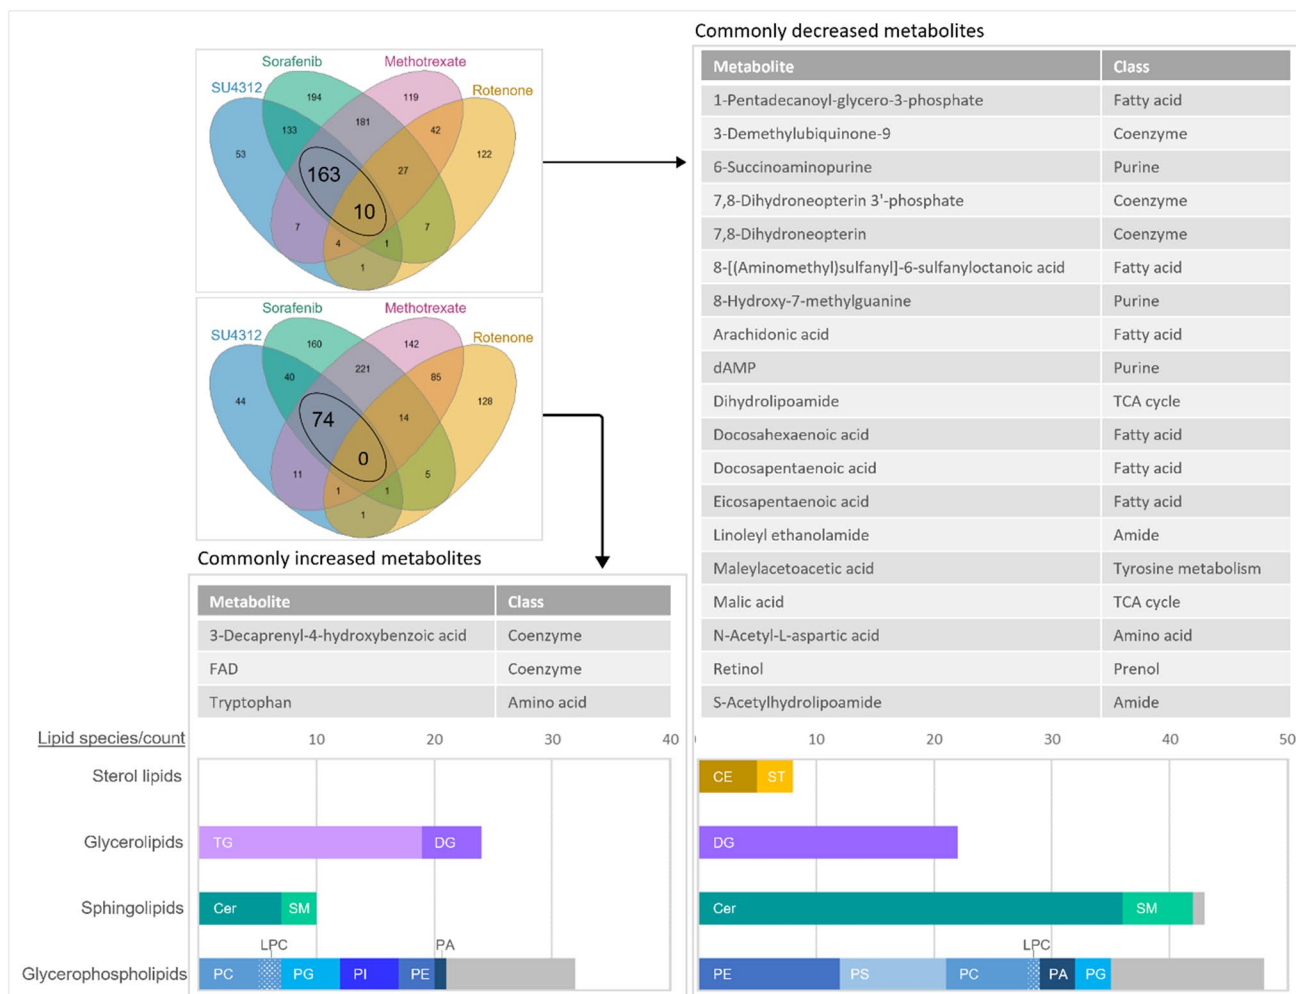 Commonly decreased metabolites
Sorafenib Methotrexate
SU4312 Rotenone
194 119
133 181 42
53 122
163 27
10
7 4 1 7
1
Metabolite Class
1-Pentadecanoyl-glycero-3-phosphate Fatty acid
3-Demethylubiquinone-9 Coenzyme
6-Succinoaminopurine Purine
7,8-Dihydroneopterin 3'-phosphate Coenzyme
7,8-Dihydroneopterin Coenzyme
8-[(Aminomethyl)sulfanyl]-6-sulfanyloctanoic acid Fatty acid
8-Hydroxy-7-methylguanine Purine
Arachidonic acid Fatty acid
dAMP Purine
Dihydrolipoamide TCA cycle
Docosahexaenoic acid Fatty acid
Docosapentaenoic acid Fatty acid
Eicosapentaenoic acid Fatty acid
Linoleyl ethanolamide Amide
Maleylacetoacetic acid Tyrosine metabolism
Malic acid TCA cycle
N-Acetyl-L-aspartic acid Amino acid
Retinol Prenol
S-Acetylhydrolipoamide Amide
Sorafenib Methotrexate
SU4312 Rotenone
160 142
40 221 85
44 128
74 14
0
11 1 1 5
1
Commonly increased metabolites
Metabolite Class
3-Decaprenyl-4-hydroxybenzoic acid Coenzyme
FAD Coenzyme
Tryptophan Amino acid
Lipid species/count 10 20 30 40 10 20 30 40 50
Sterol lipids CE ST
Glycerolipids TG DG DG
Sphingolipids Cer SM Cer SM
LPC PA LPC
Glycerophospholipids PC PG PI PE PE PS PC PA PG